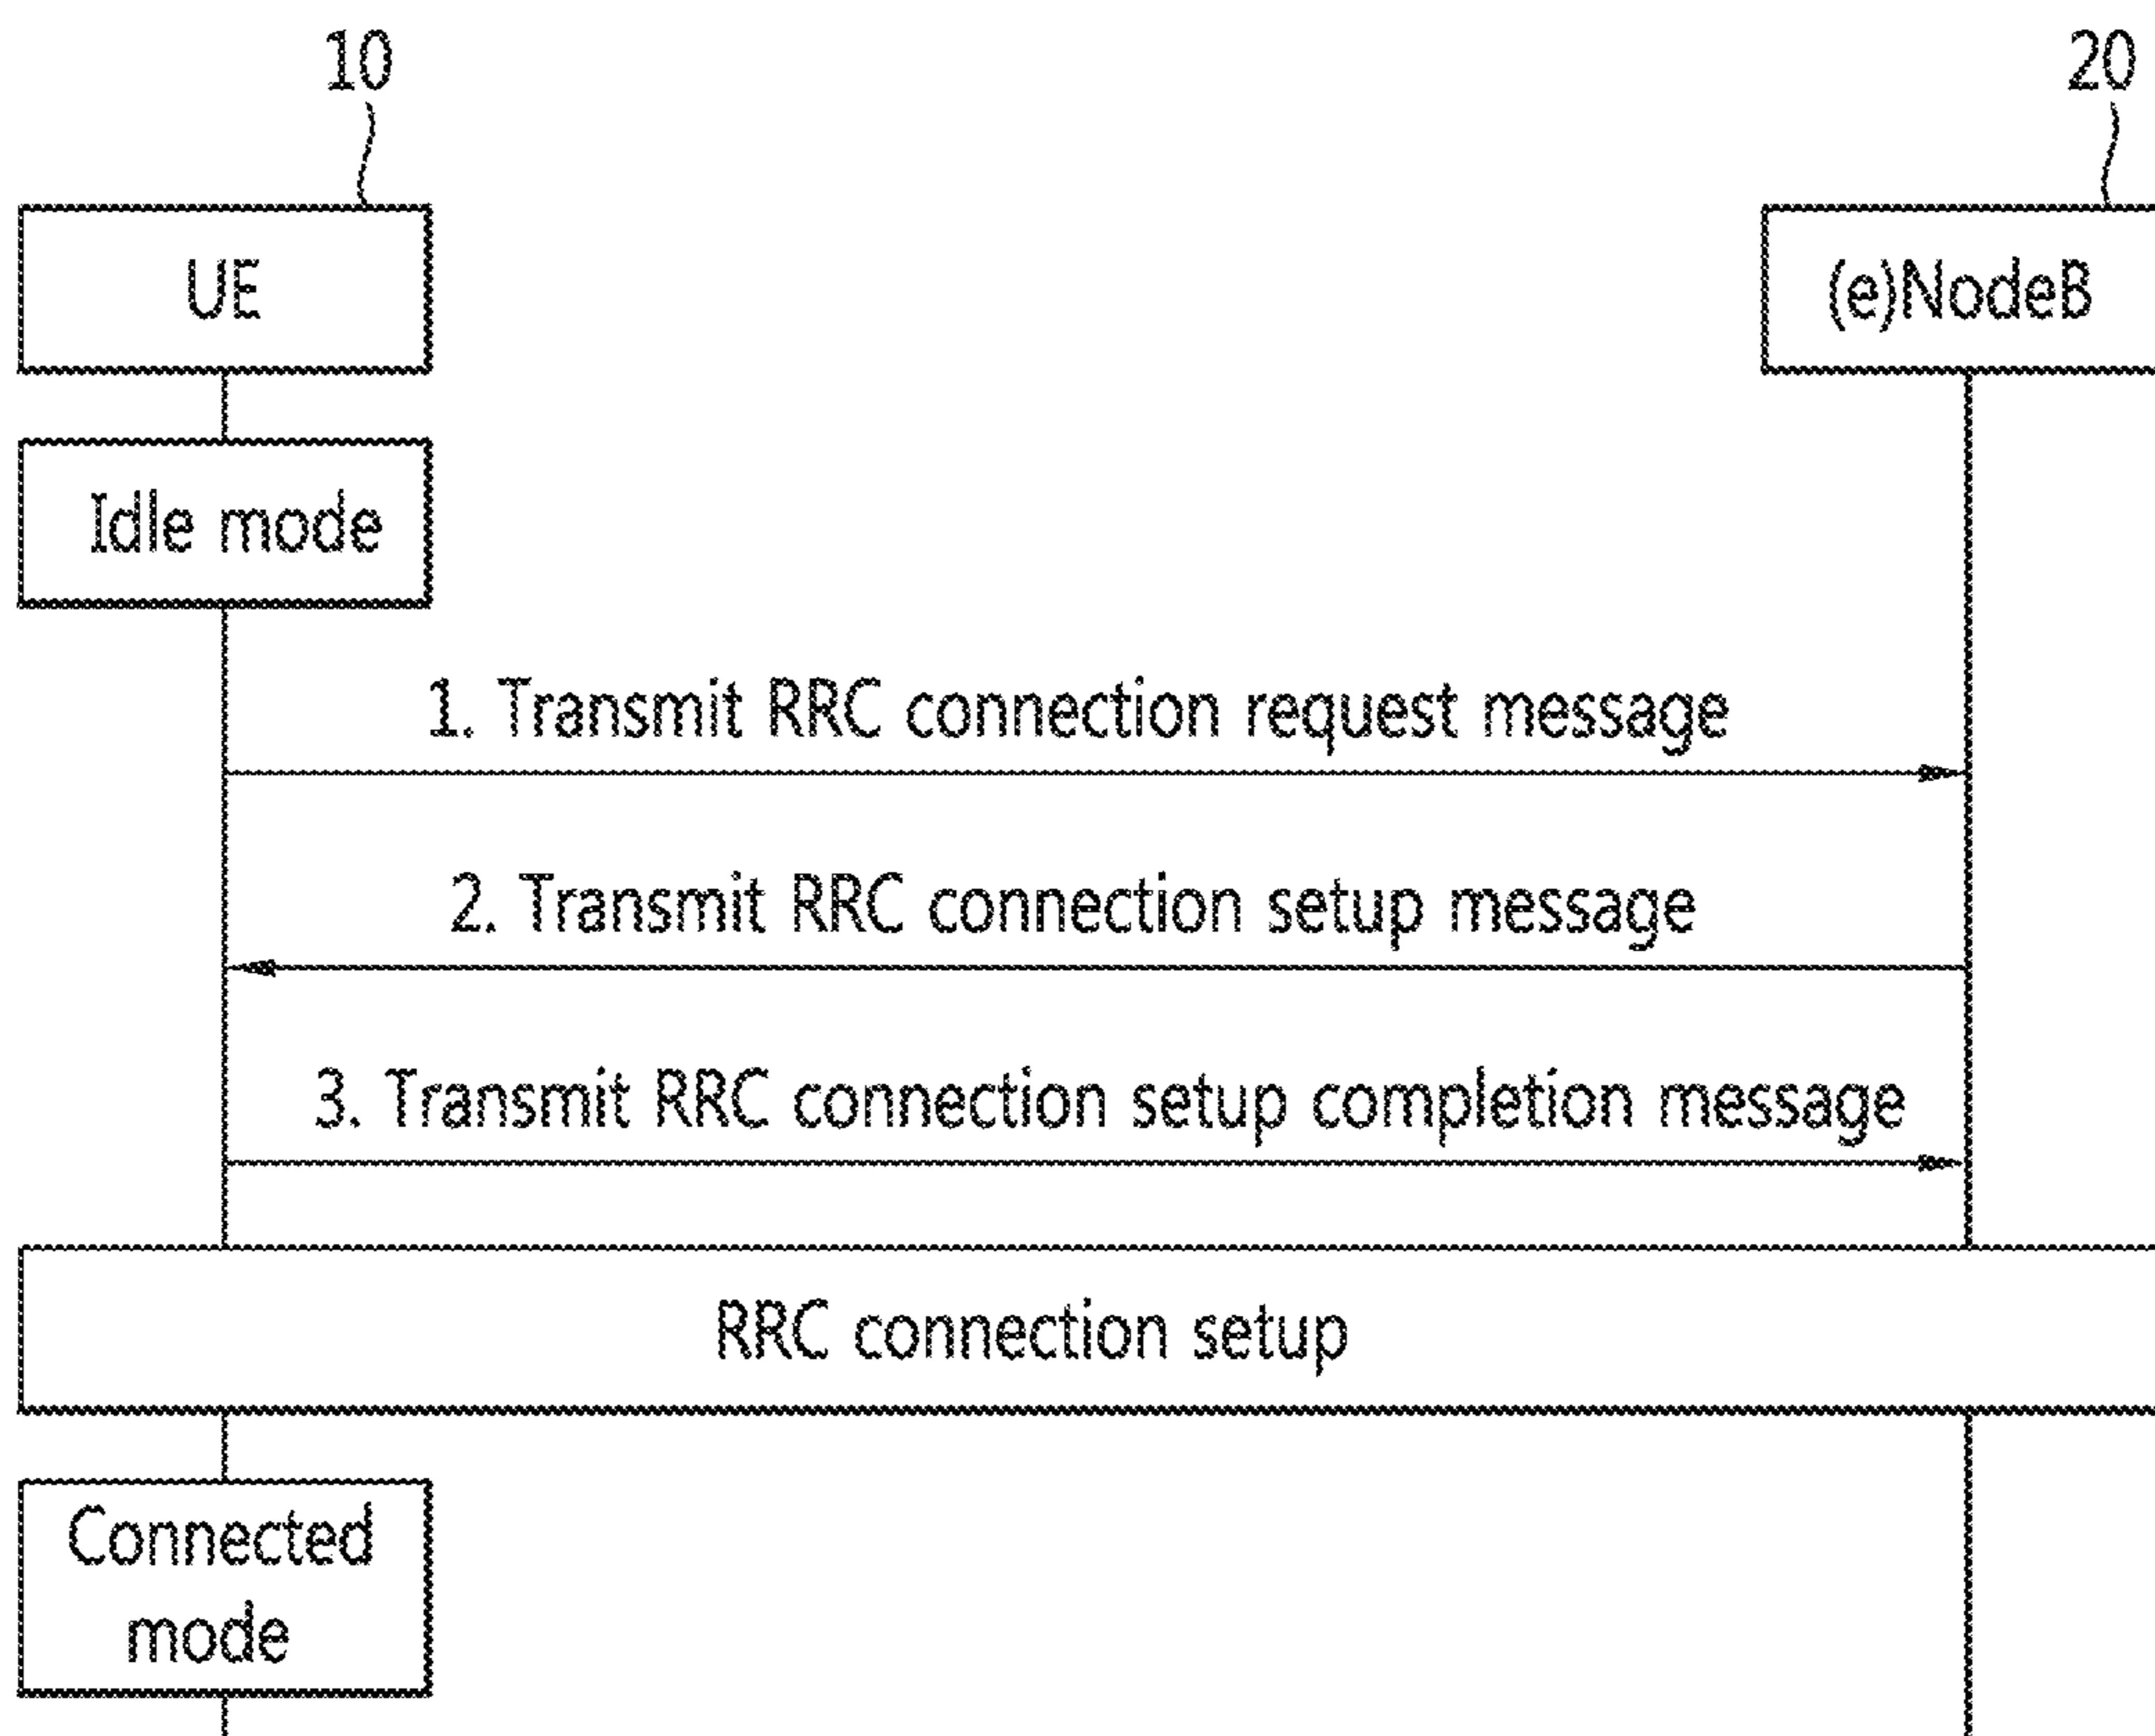 10
20
UE
(e)NodeB
Idle mode
1. Transmit RRC connection request message
2. Transmit RRC connection setup message
3. Transmit RRC connection setup completion message
RRC connection setup
Connected
mode